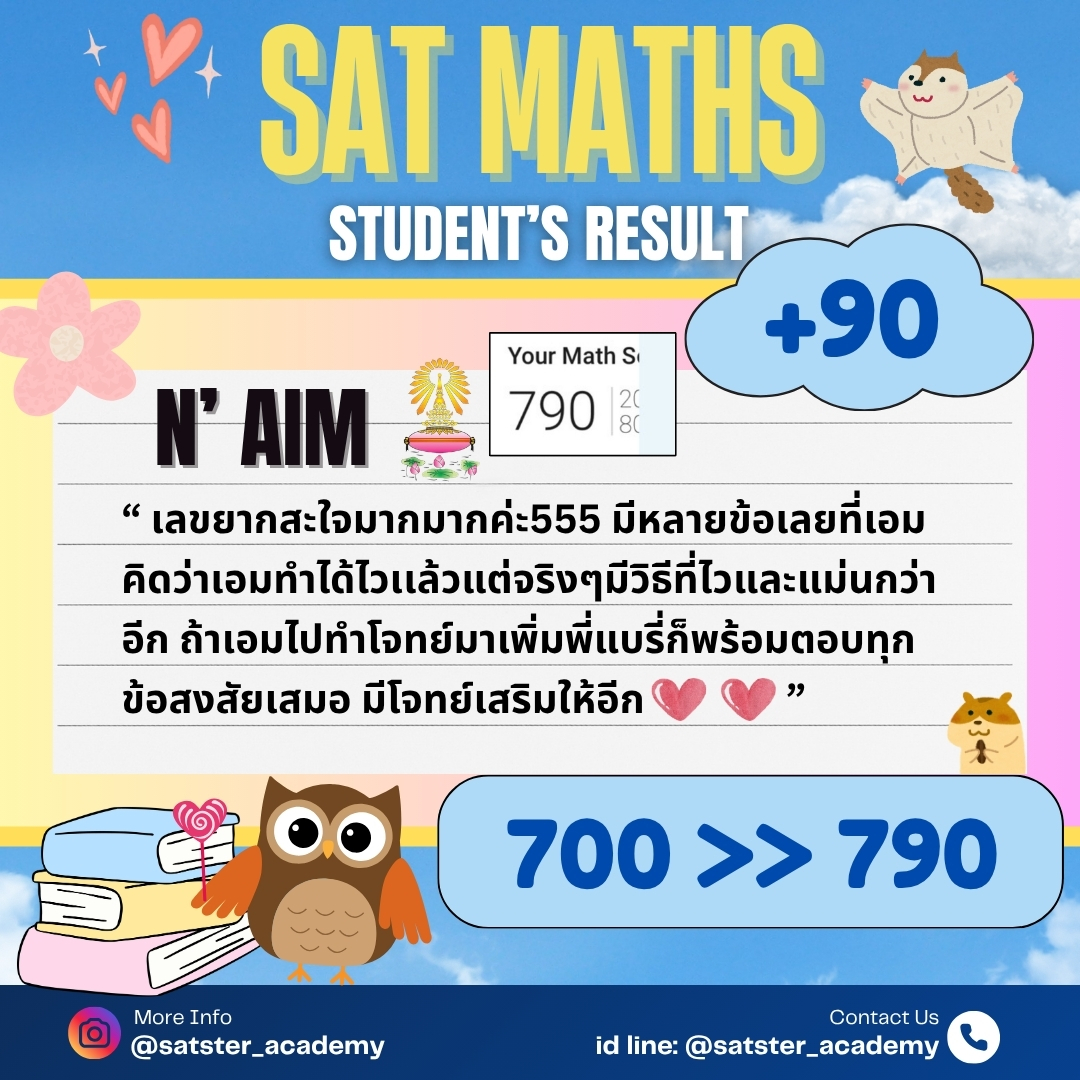 SAT MATHS
STUDENT'S RESULT
+90
Your Math S
790
20
80
N' AIM
“ เลขยากสะใจมากมากค่ะ555 มีหลายข้อเลยที่เอม
คิดว่าเอมทำได้ไวแล้วแต่จริงๆมีวิธีที่ไวและแม่นกว่า
อีก ถ้าเอมไปทำโจทย์มาเพิ่มพี่แบรี่ก็พร้อมตอบทุก
ข้อสงสัยเสมอ มีโจทย์เสริมให้อีก ”
700 >> 790
More Info
@satster_academy
Contact Us
id line: @satster_academy